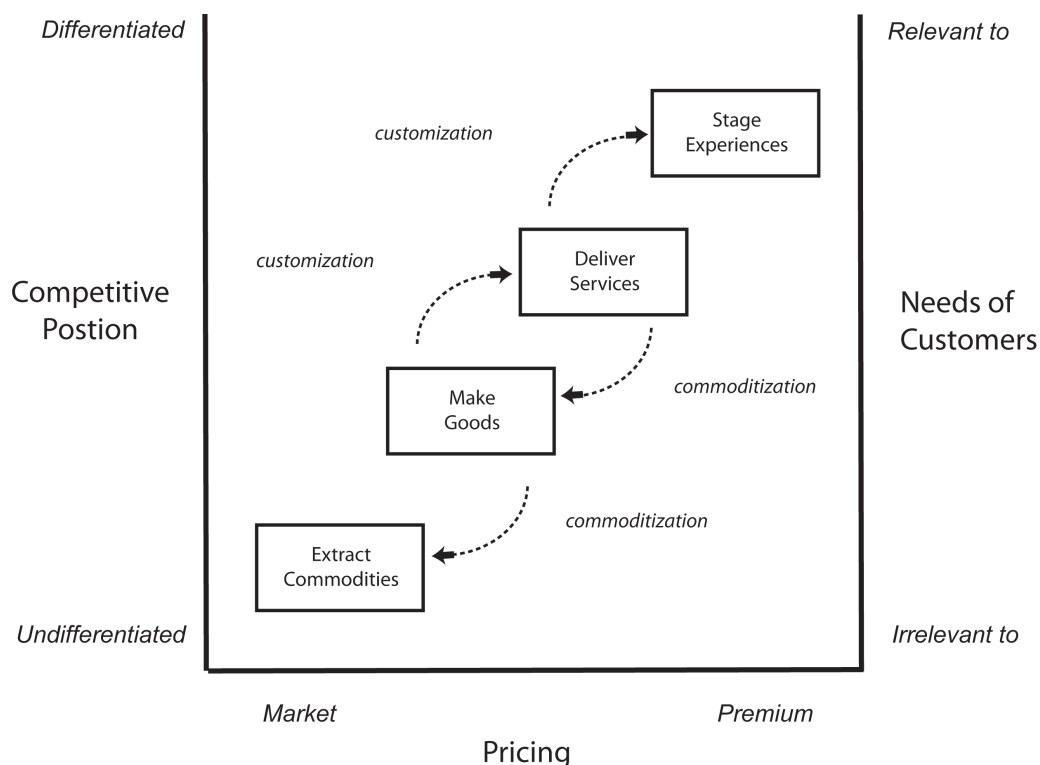 Differentiated
Relevant to
Stage
Experiences
customization
Deliver
Services
customization
Competitive
Postion
Needs of
Customers
Make
Goods
commoditization
commoditization
Extract
Commodities
Undifferentiated
Irrelevant to
Market
Premium
Pricing